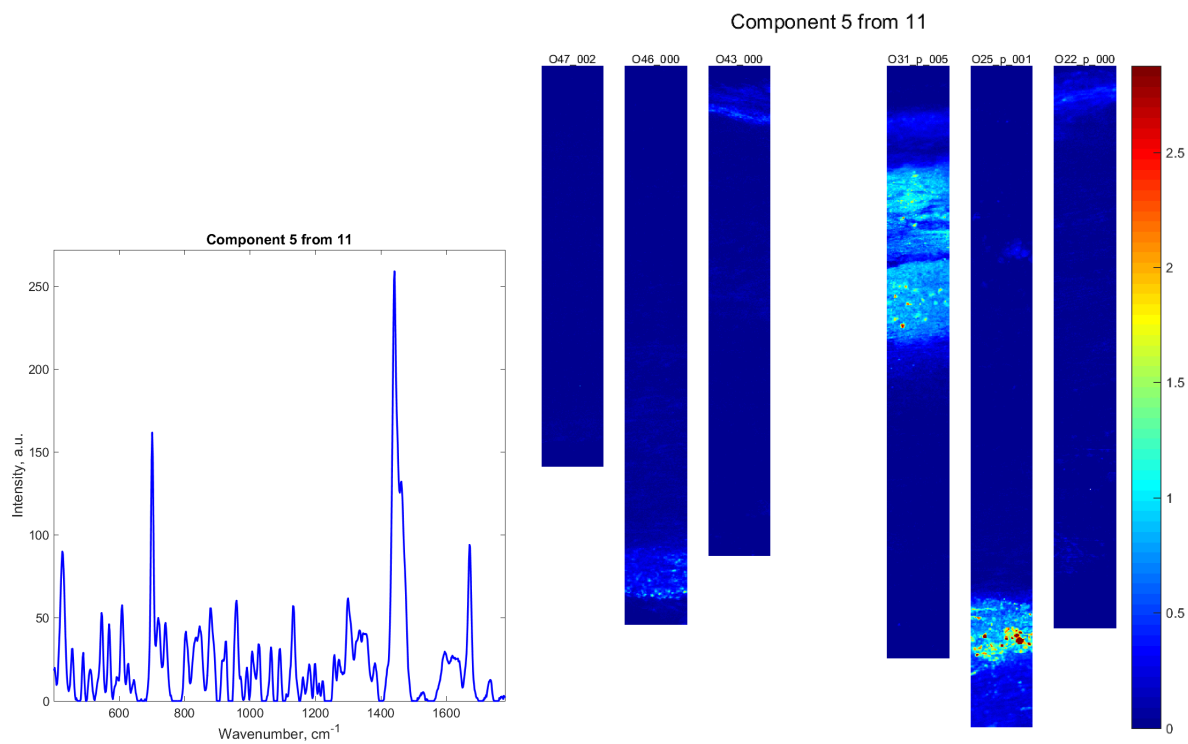 Component 5 from 11
O47_002 O46_000 O43_000 O31_p_005 O25_p_001 O22_p_000
Component 5 from 11
Intensity, a.u.
250
200
150
100
50
0
600 800 1000 1200 1400 1600
Wavenumber, cm-1
2.5
2
1.5
1
0.5
0